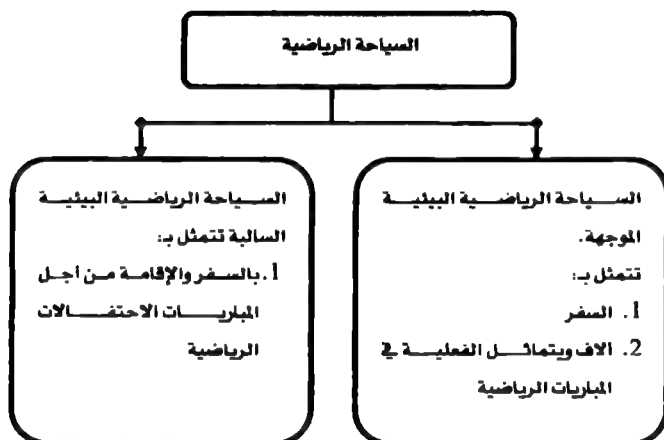 السياحة الرياضية
السياحة الرياضية البيئية
الموجهة.
تتمثل بـ:
1. السفر
2. الاف ويتماثل الفعلية في
المباريات الرياضية
السياحة الرياضية البيئية
السالبة تتمثل بـ:
1. بالسفر والإقامة من أجل
المباريات الاحتفالات
الرياضية